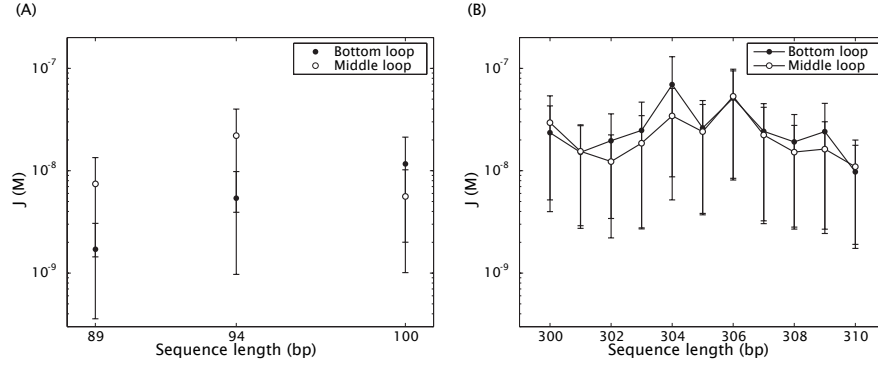 (A)
Bottom loop
Middle loop
10⁻⁷
10⁻⁸
10⁻⁹
J (M)
89
94
100
Sequence length (bp)
(B)
Bottom loop
Middle loop
10⁻⁷
10⁻⁸
10⁻⁹
J (M)
300
302
304
306
308
310
Sequence length (bp)